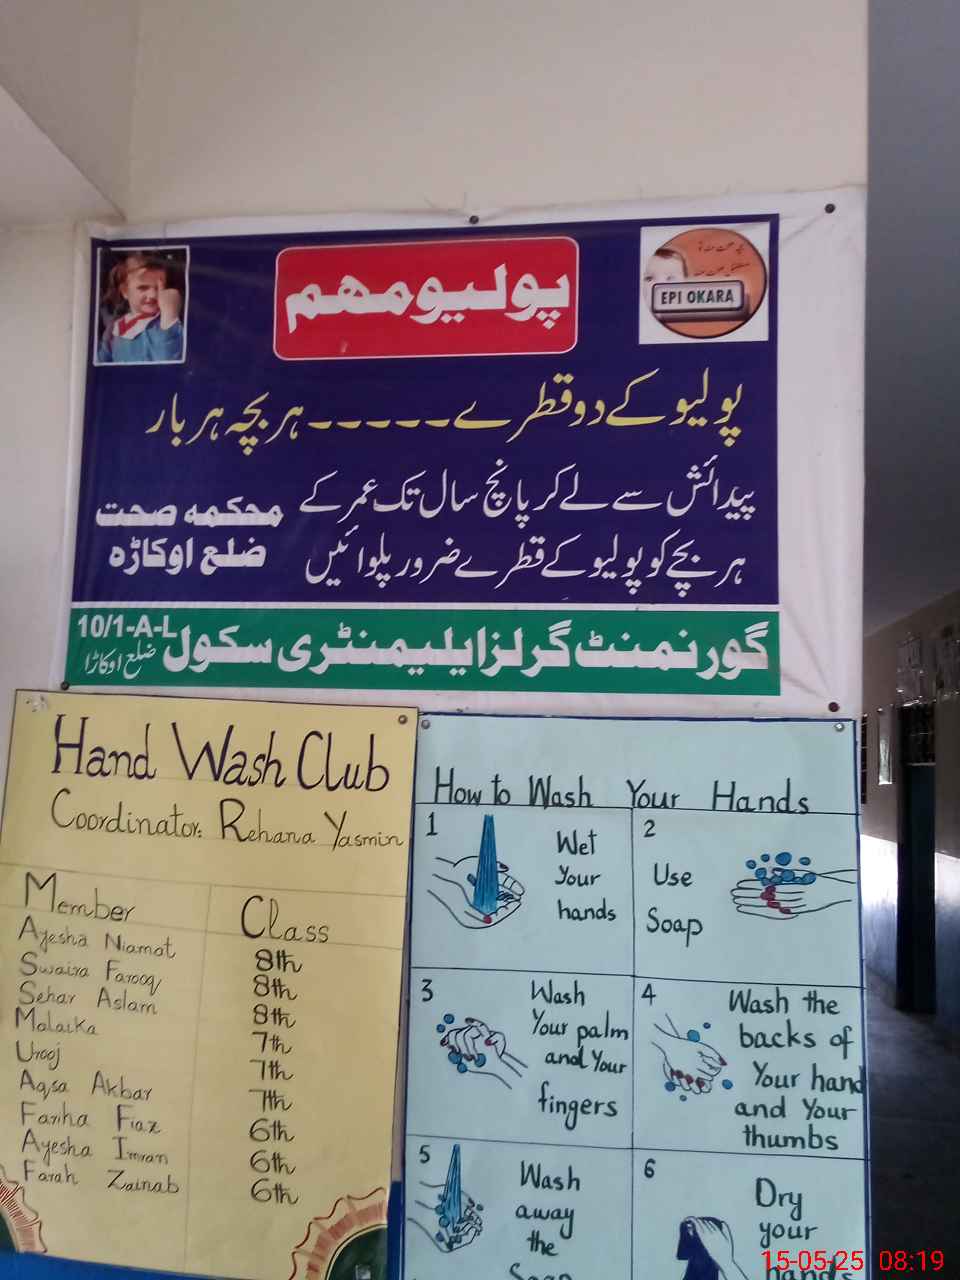 پولیو مهم
EPI OKARA
پولیو کے دو قطرے ----- ہر بچہ ہر بار
پیدائش سے لے کر پانچ سال تک عمر کے
ہر بچے کو پولیو کے قطرے ضرور پلوائیں
محکمہ صحت
ضلع اوکاڑہ
گورنمنٹ گرلز ایلیمنٹری سکول 10/1-A-L
ضلع اوکاڑا
Hand Wash Club
Coordinator: Rehana Yasmin
Member Class
Ayesha Niamat 8th
Swaira Farooq 8th
Sehar Aslam 8th
Malaika 7th
Urooj 7th
Aqsa Akbar 7th
Fariha Fiaz 6th
Ayesha Imran 6th
Farah Zainab 6th
How to Wash Your Hands
1
Wet
Your
hands
2
Use
Soap
3
Wash
Your palm
and Your
fingers
4
Wash the
backs of
Your hand
and Your
thumbs
5
Wash
away
the
Soap
6
Dry
your
hands
15-05-25 08:19